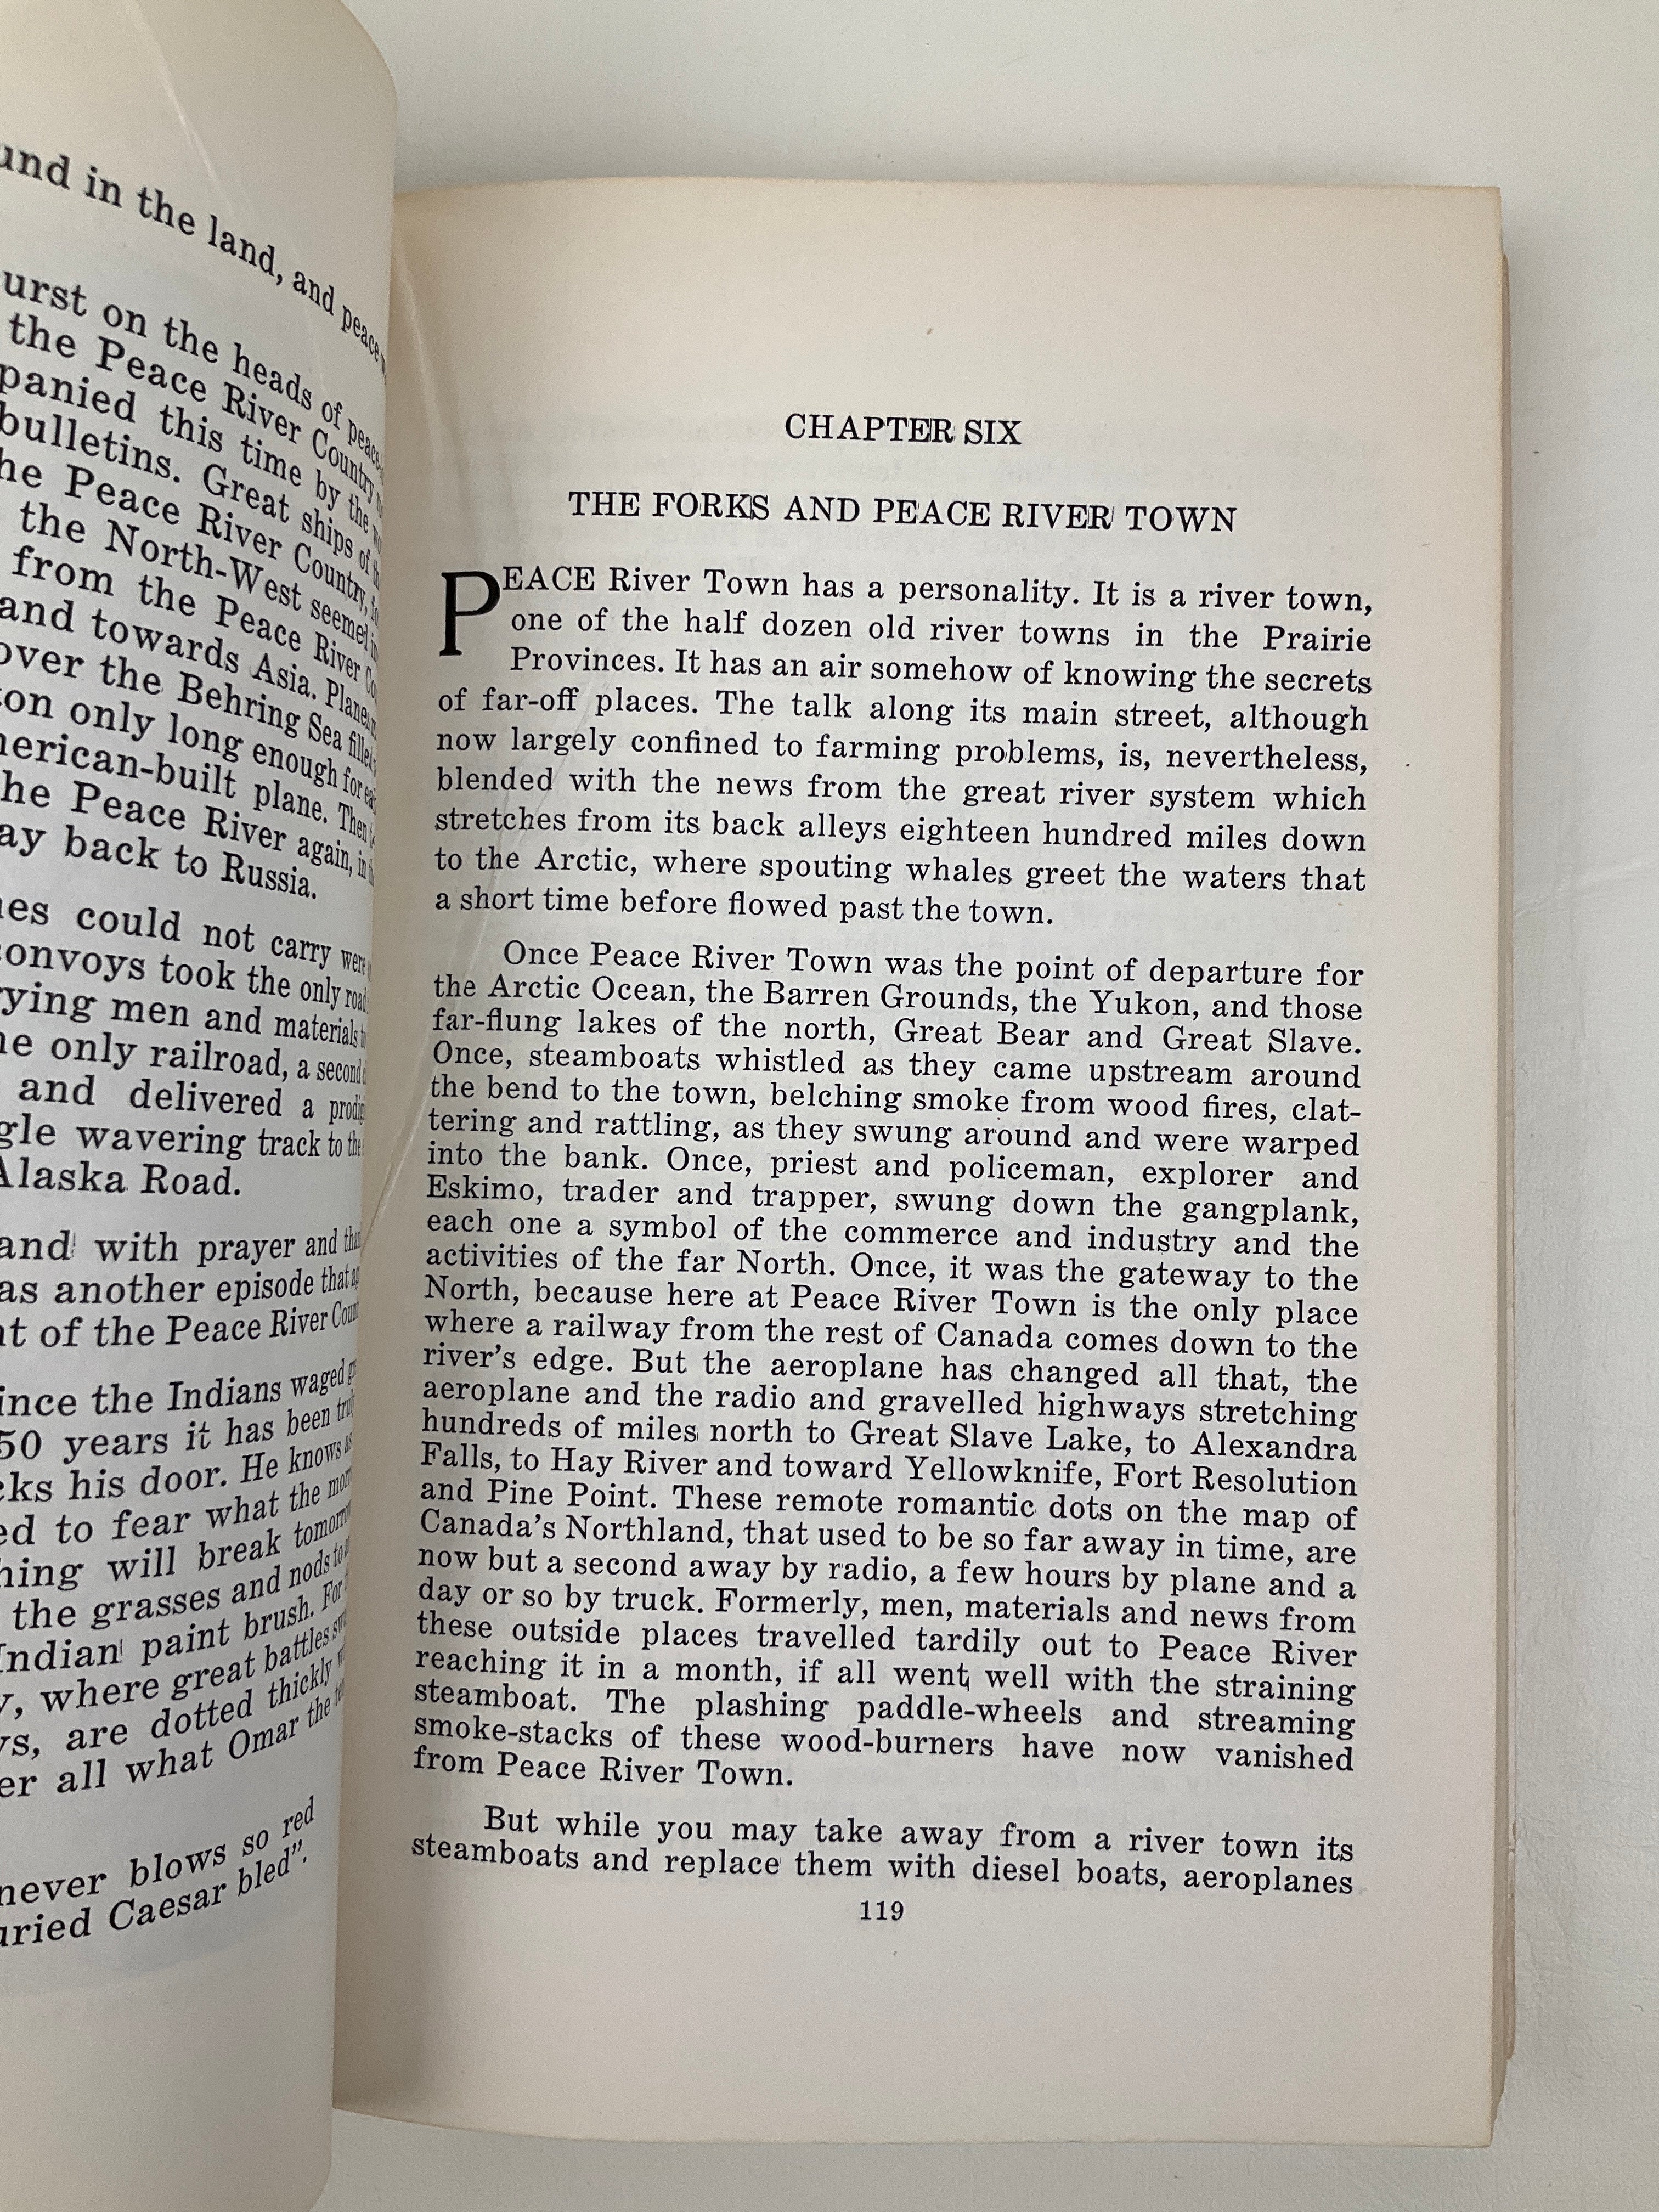 und in the land, and peace
urst on the heads of peace-
the Peace River Country
panied this time by the
bulletins. Great ships of
he Peace River Country,
the North-West seemed
from the Peace River
and towards Asia. Planes
over the Behring Sea filled
on only long enough for
nerican-built plane. Then
he Peace River again, in
ay back to Russia.
nes could not carry were
convoys took the only road
rying men and materials
ne only railroad, a second
and delivered a
gle wavering track to the
Alaska Road.
and with prayer and
as another episode that
nt of the Peace River
ince the Indians waged
50 years it has been
cks his door. He knows
ed to fear what the
hing will break
the grasses and nods to
Indian paint brush. For
y, where great battles
vs, are dotted thickly
er all what Omar the
never blows so red
uried Caesar bled”.
CHAPTER SIX
THE FORKS AND PEACE RIVER TOWN
PEACE River Town has a personality. It is a river town,
one of the half dozen old river towns in the Prairie
Provinces. It has an air somehow of knowing the secrets
of far-off places. The talk along its main street, although
now largely confined to farming problems, is, nevertheless,
blended with the news from the great river system which
stretches from its back alleys eighteen hundred miles down
to the Arctic, where spouting whales greet the waters that
a short time before flowed past the town.
Once Peace River Town was the point of departure for
the Arctic Ocean, the Barren Grounds, the Yukon, and those
far-flung lakes of the north, Great Bear and Great Slave.
Once, steamboats whistled as they came upstream around
the bend to the town, belching smoke from wood fires, clat-
tering and rattling, as they swung around and were warped
into the bank. Once, priest and policeman, explorer and
Eskimo, trader and trapper, swung down the gangplank,
each one a symbol of the commerce and industry and the
activities of the far North. Once, it was the gateway to the
North, because here at Peace River Town is the only place
where a railway from the rest of Canada comes down to the
river’s edge. But the aeroplane has changed all that, the
aeroplane and the radio and gravelled highways stretching
hundreds of miles north to Great Slave Lake, to Alexandra
Falls, to Hay River and toward Yellowknife, Fort Resolution
and Pine Point. These remote romantic dots on the map of
Canada’s Northland, that used to be so far away in time, are
now but a second away by radio, a few hours by plane and a
day or so by truck. Formerly, men, materials and news from
these outside places travelled tardily out to Peace River
reaching it in a month, if all went well with the straining
steamboat. The plashing paddle-wheels and streaming
smoke-stacks of these wood-burners have now vanished
from Peace River Town.
But while you may take away from a river town its
steamboats and replace them with diesel boats, aeroplanes
119